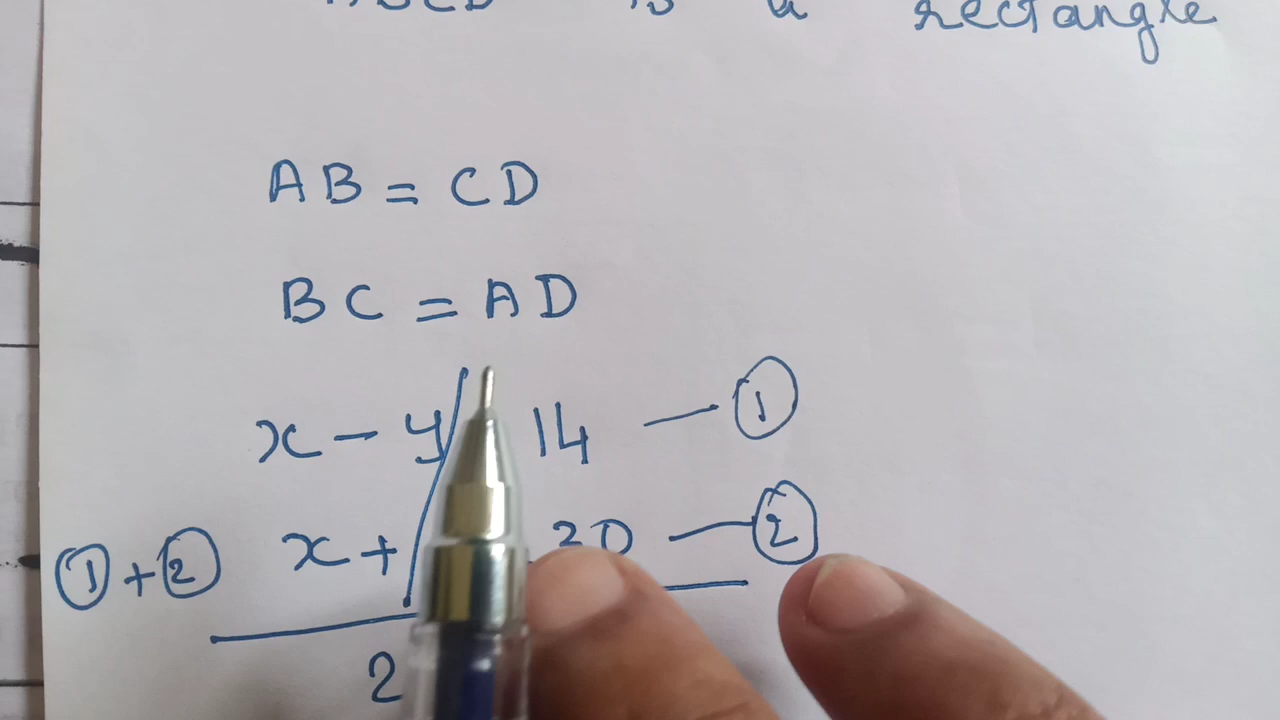 a rectangle
AB = CD
BC = AD
x - y 14 — ①
① + ② x + — ②
2